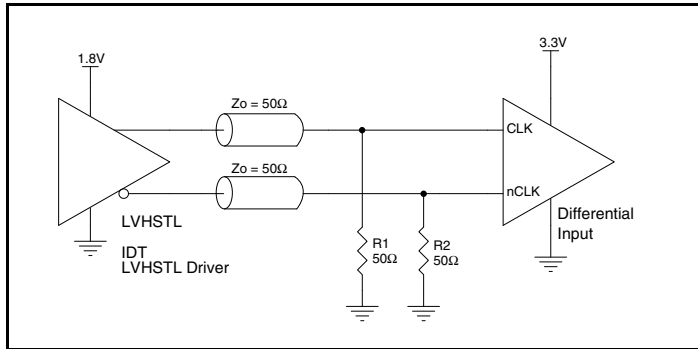 1.8V
3.3V
Zo = 50Ω
CLK
Zo = 50Ω
nCLK
LVHSTL
IDT
LVHSTL Driver
R1
50Ω
R2
50Ω
Differential
Input